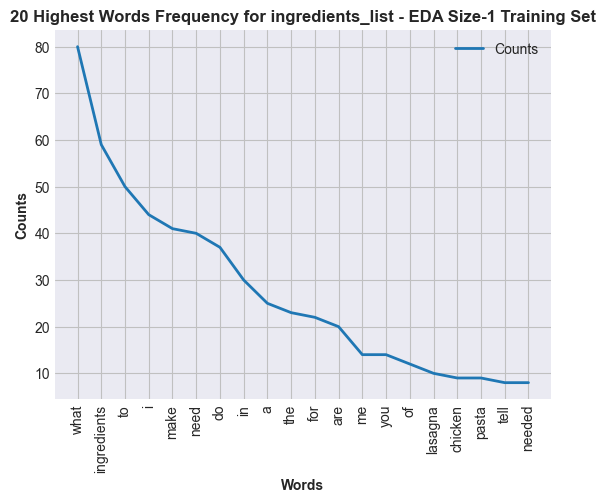 20 Highest Words Frequency for ingredients_list - EDA Size-1 Training Set
Counts
80
70
60
50
40
30
20
10
Counts
what
ingredients
to
i
make
need
do
in
a
the
for
are
me
you
of
lasagna
chicken
pasta
tell
needed
Words